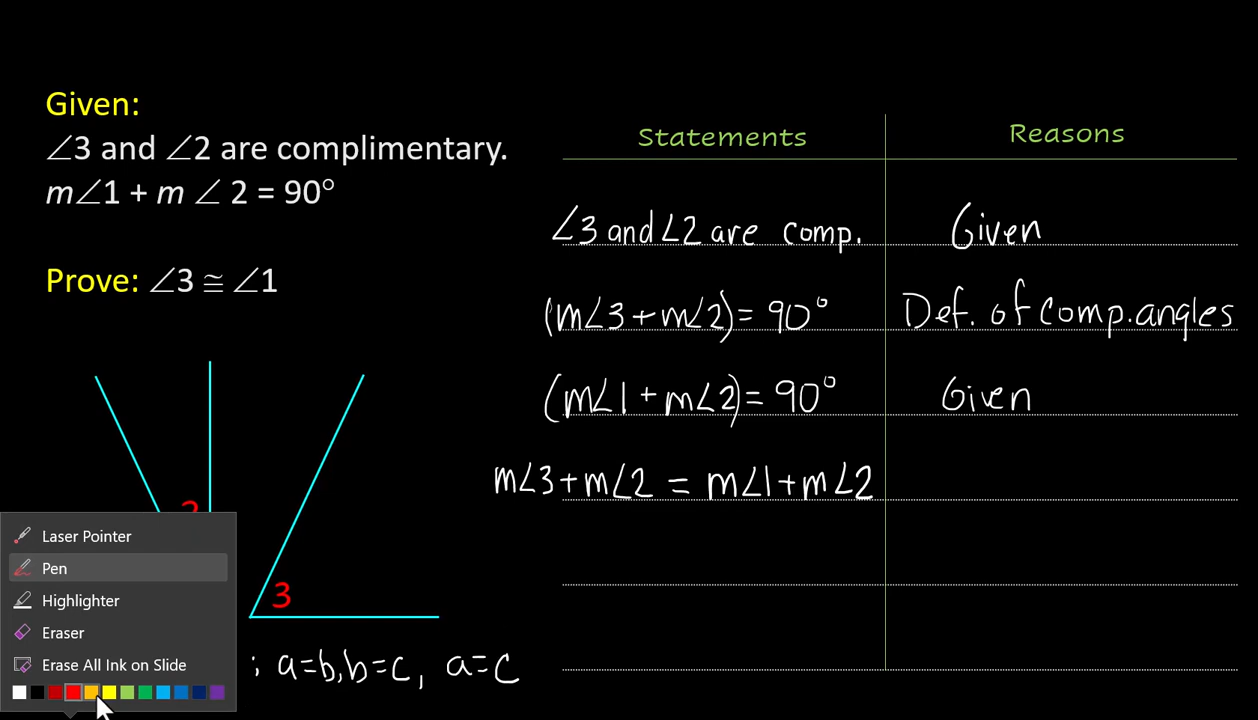 Given:
∠3 and ∠2 are complimentary.
m∠1 + m ∠ 2 = 90°
Prove: ∠3 ≅ ∠1
Statements
Reasons
∠3 and ∠2 are comp.
Given
(m∠3 + m∠2) = 90°
Def. of comp. angles
(m∠1 + m∠2) = 90°
Given
m∠3 + m∠2 = m∠1 + m∠2
3
: a=b, b=c, a=c
Laser Pointer
Pen
Highlighter
Eraser
Erase All Ink on Slide